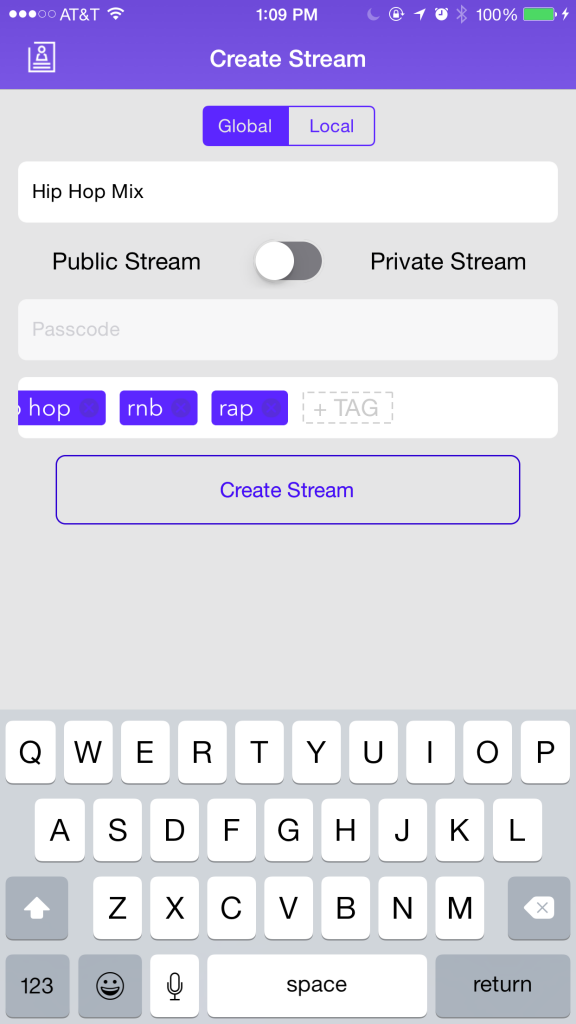 AT&T 1:09 PM 100%
Create Stream
Global Local
Hip Hop Mix
Public Stream Private Stream
Passcode
hop rnb rap + TAG
Create Stream
Q W E R T Y U I O P
A S D F G H J K L
Z X C V B N M
123 space return